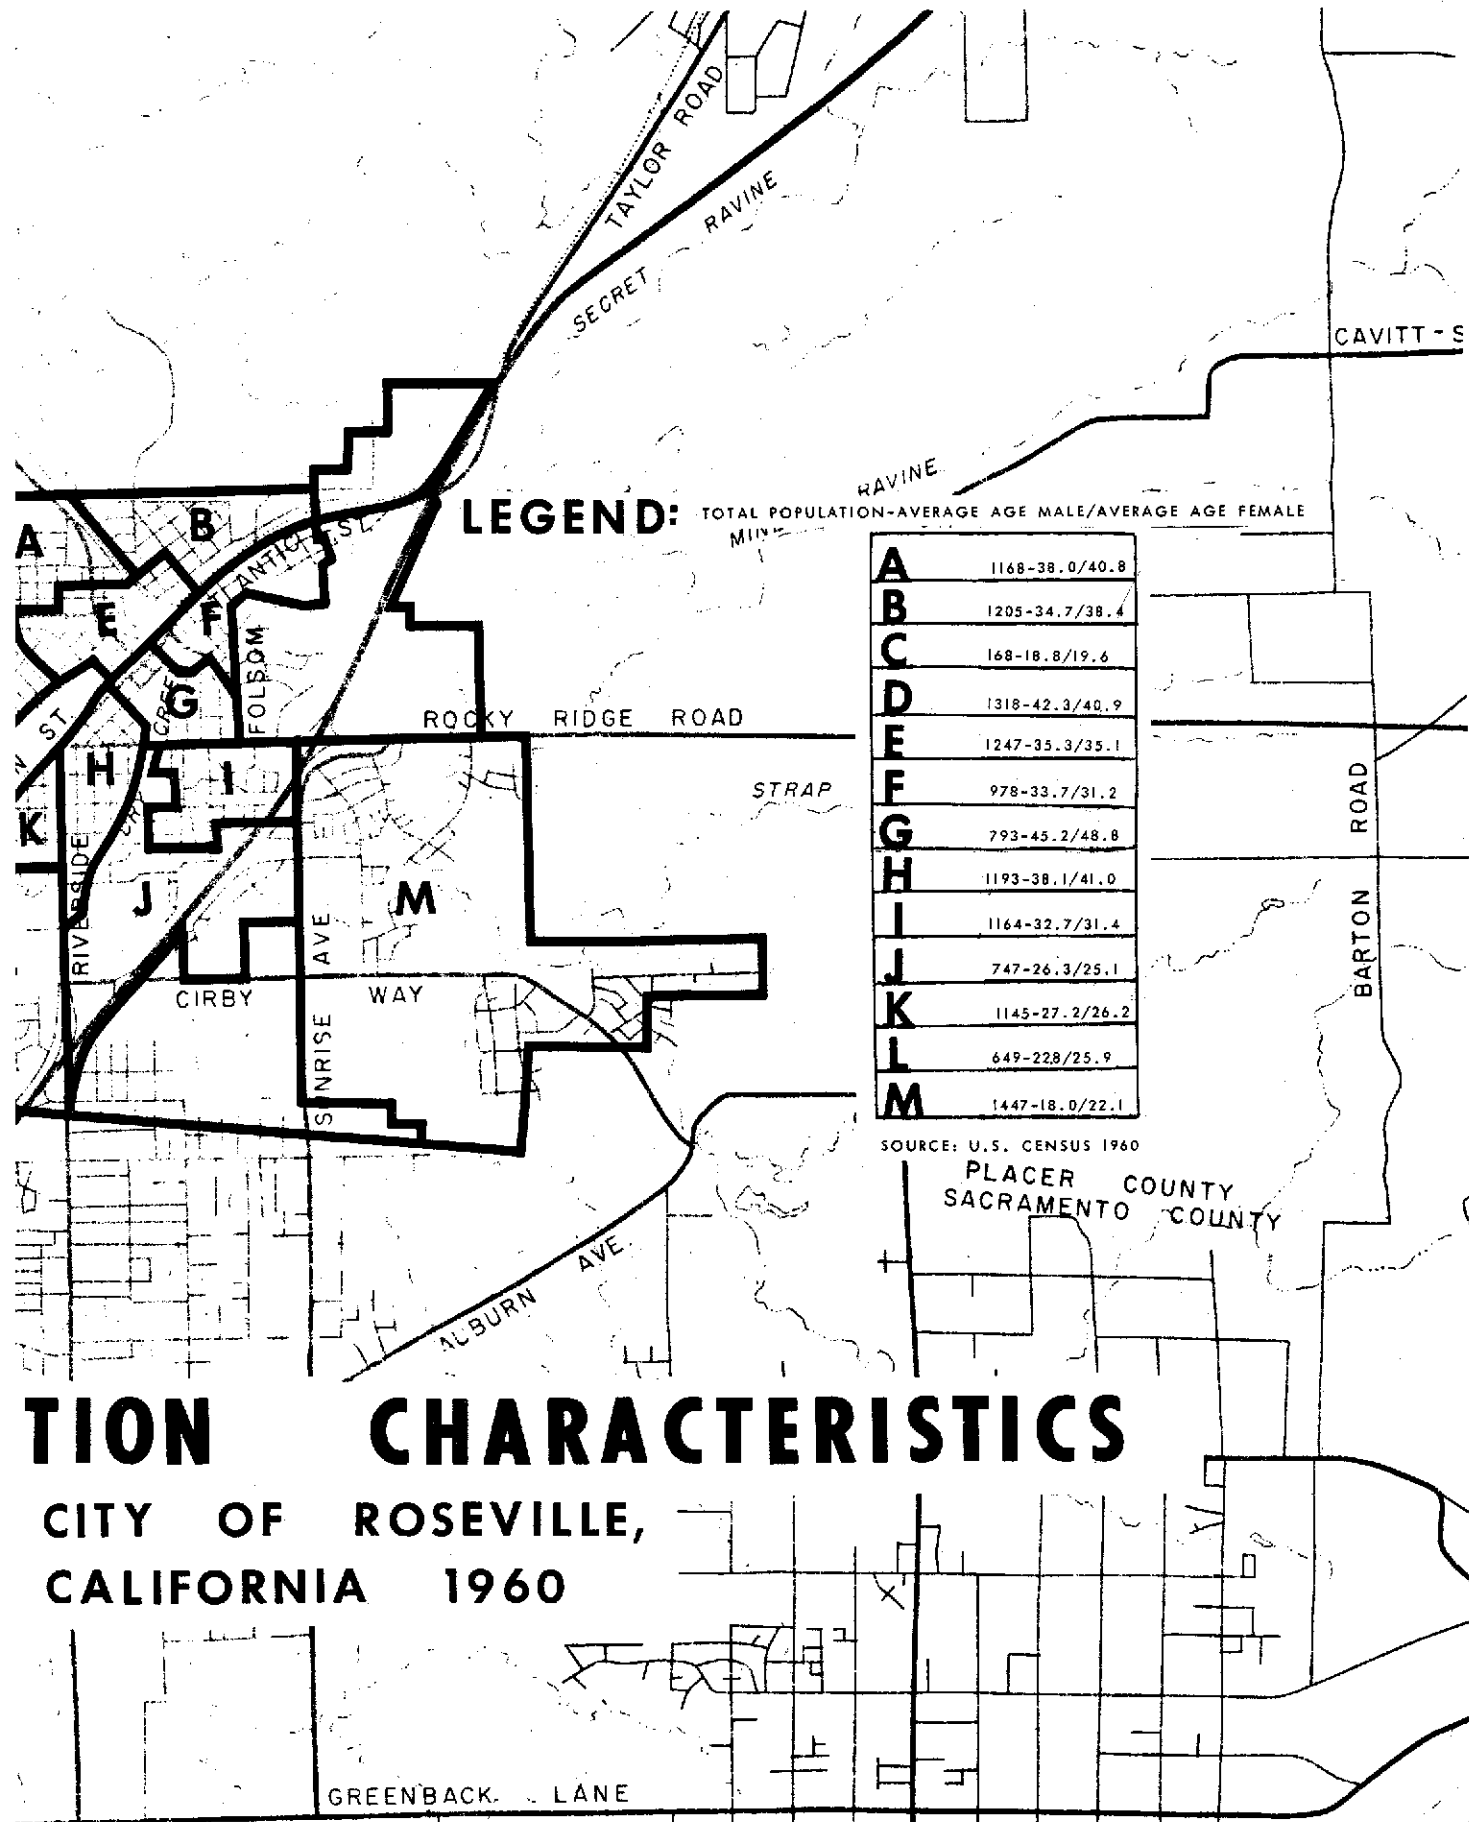 TAYLOR ROAD
SECRET RAVINE
CAVITT - S
RAVINE
LEGEND: TOTAL POPULATION-AVERAGE AGE MALE/AVERAGE AGE FEMALE
A 1168-38.0/40.8
B 1205-34.7/38.4
C 168-18.8/19.6
D 1318-42.3/40.9
E 1247-35.3/35.1
F 978-33.7/31.2
G 793-45.2/48.8
H 1193-38.1/41.0
I 1164-32.7/31.4
J 747-26.3/25.1
K 1145-27.2/26.2
L 649-22.8/25.9
M 1447-18.0/22.1
SOURCE: U.S. CENSUS 1960
A
B
E
F
G
H
I
K
J
M
ST
FOLSOM
ROCKY RIDGE ROAD
STRAP
RIVERSIDE
SUNRISE AVE
CIRBY WAY
BARTON ROAD
PLACER COUNTY
SACRAMENTO COUNTY
AUBURN AVE
TION CHARACTERISTICS
CITY OF ROSEVILLE,
CALIFORNIA 1960
GREENBACK LANE